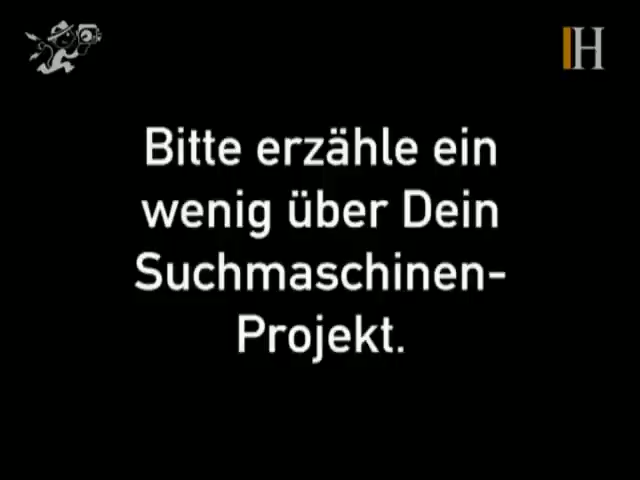 H
Bitte erzähle ein
wenig über Dein
Suchmaschinen-
Projekt.